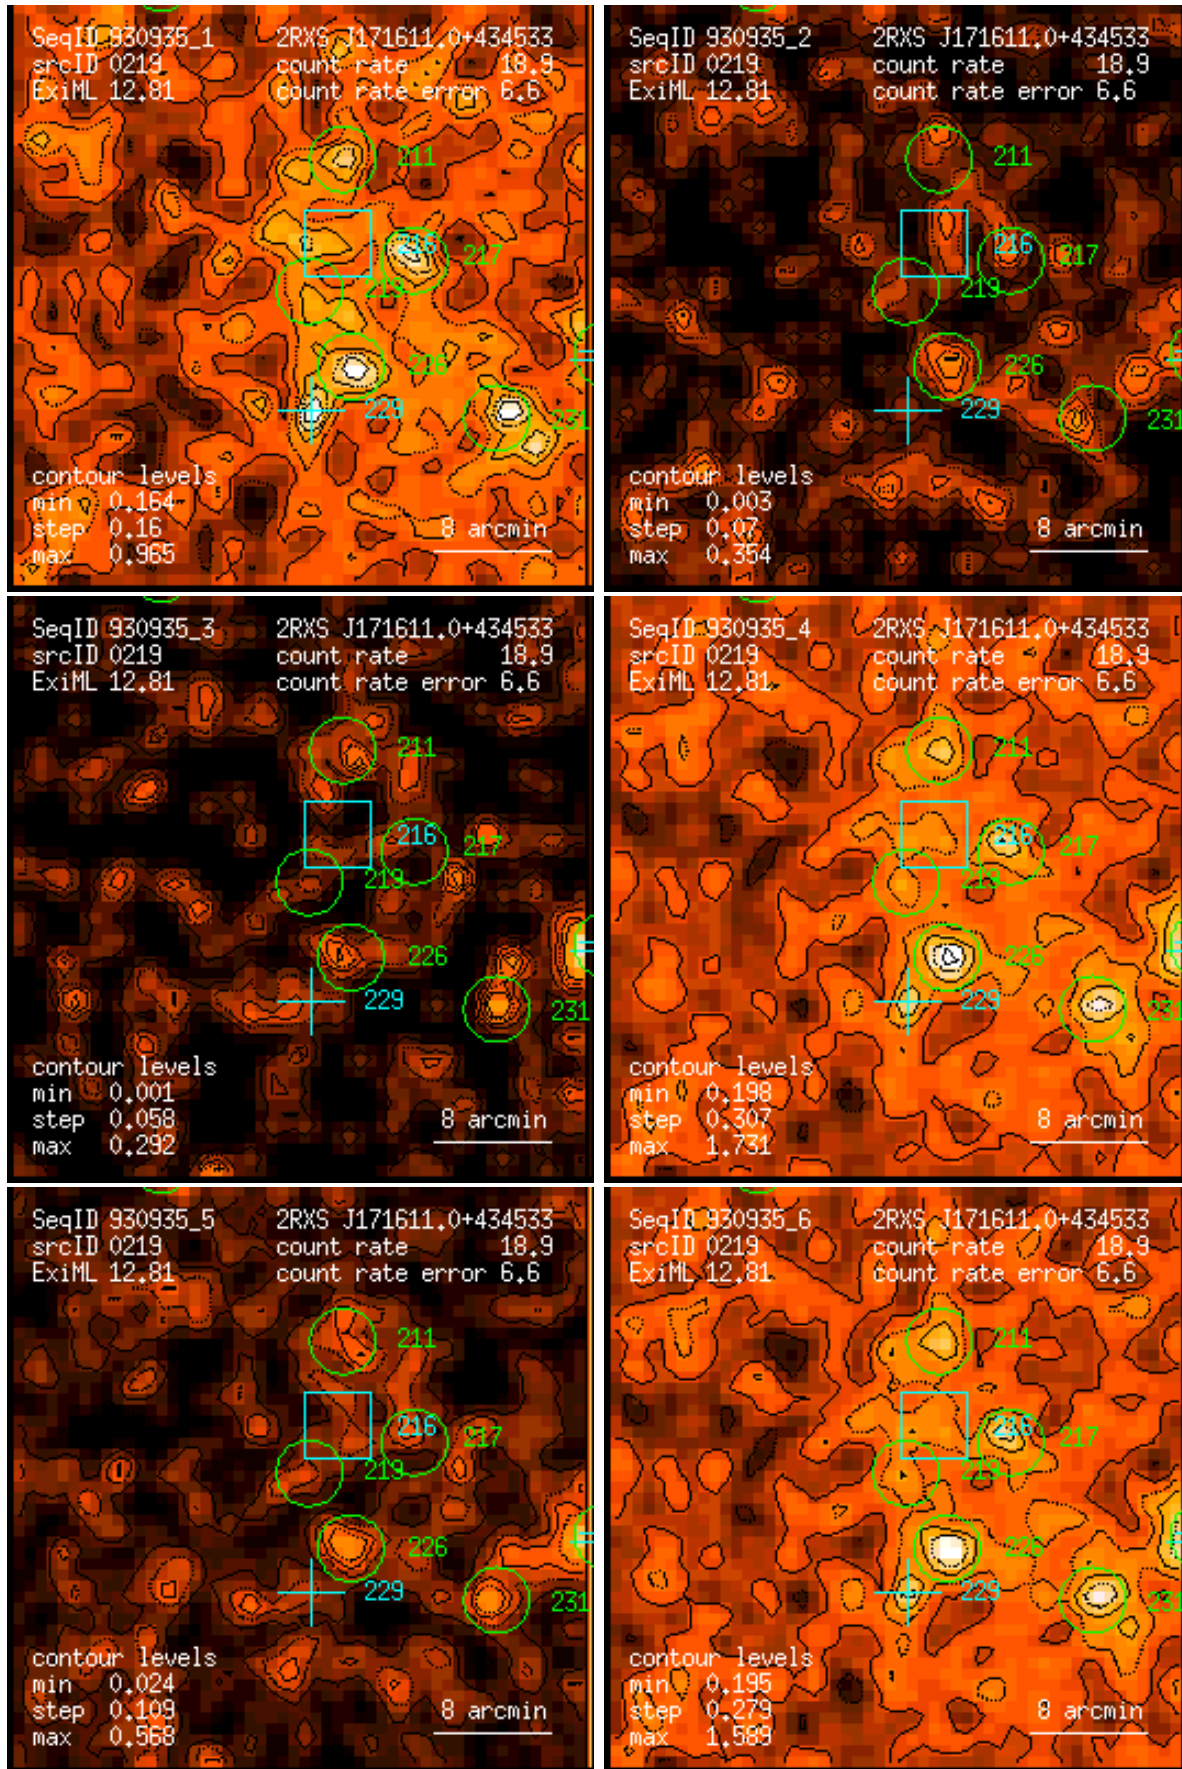 SeqID 930935_1 2RXS J171611.0+434533
srcID 0219 count rate 18.9
ExiML 12.81 count rate error 6.6
211
216 217
219
226
229
231
contour levels
min 0.164
step 0.16 8 arcmin
max 0.965
SeqID 930935_2 2RXS J171611.0+434533
srcID 0219 count rate 18.9
ExiML 12.81 count rate error 6.6
211
216 217
219
226
229
231
contour levels
min 0.003
step 0.07 8 arcmin
max 0.354
SeqID 930935_3 2RXS J171611.0+434533
srcID 0219 count rate 18.9
ExiML 12.81 count rate error 6.6
211
216 217
219
226
229
231
contour levels
min 0.001
step 0.058 8 arcmin
max 0.292
SeqID 930935_4 2RXS J171611.0+434533
srcID 0219 count rate 18.9
ExiML 12.81 count rate error 6.6
211
216 217
219
226
229
231
contour levels
min 0.198
step 0.307 8 arcmin
max 1.731
SeqID 930935_5 2RXS J171611.0+434533
srcID 0219 count rate 18.9
ExiML 12.81 count rate error 6.6
211
216 217
219
226
229
231
contour levels
min 0.024
step 0.109 8 arcmin
max 0.568
SeqID 930935_6 2RXS J171611.0+434533
srcID 0219 count rate 18.9
ExiML 12.81 count rate error 6.6
211
216 217
219
226
229
231
contour levels
min 0.195
step 0.279 8 arcmin
max 1.589